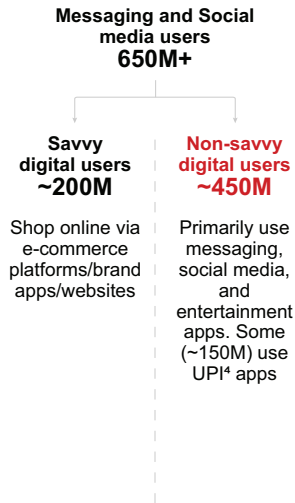 Messaging and Social
media users
650M+
Savvy
digital users
~200M
Shop online via
e-commerce
platforms/brand
apps/websites
Non-savvy
digital users
~450M
Primarily use
messaging,
social media,
and
entertainment
apps. Some
(~150M) use
UPI⁴ apps